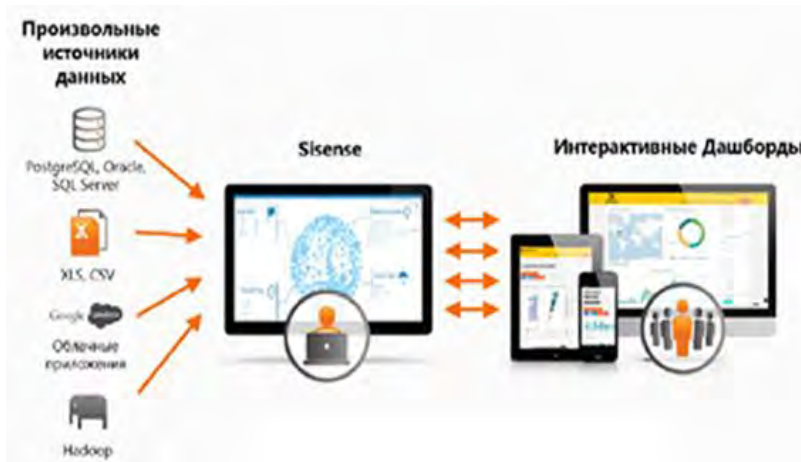 Произвольные
источники
данных
PostgreSQL, Oracle,
SQL Server
XLS, CSV
Google
Облачные
приложения
Hadoop
Sisense
Интерактивные Дашборды